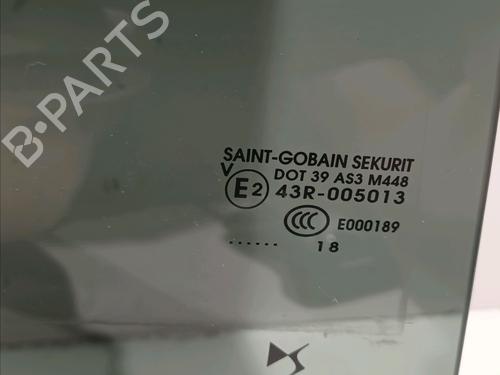 B-PARTS
SAINT-GOBAIN SEKURIT
V DOT 39 AS3 M448
E2 43R-005013
CCC E000189
...... 18